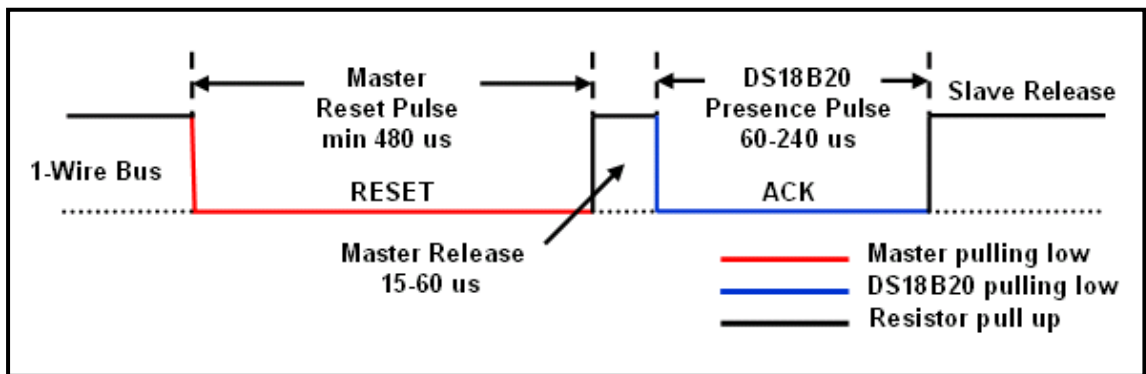 Master
Reset Pulse
min 480 us
DS18B20
Presence Pulse
60-240 us
Slave Release
1-Wire Bus
RESET
ACK
Master Release
15-60 us
Master pulling low
DS18B20 pulling low
Resistor pull up